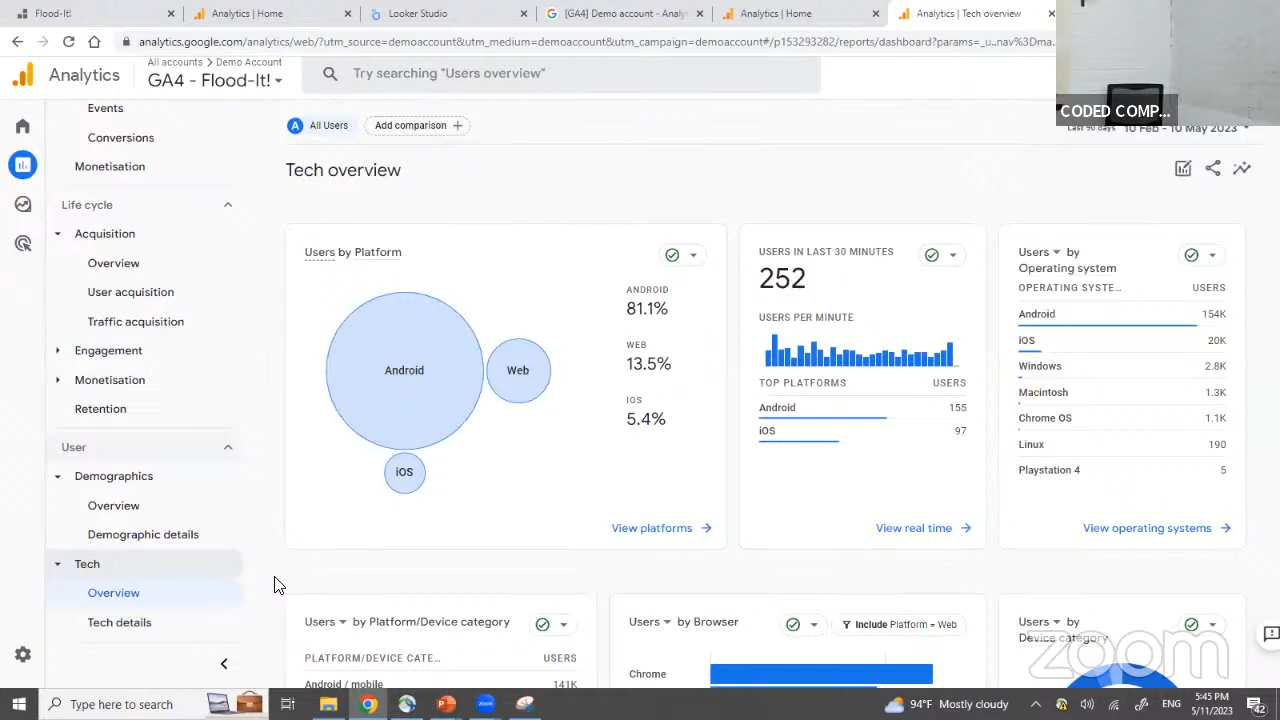 Flood-It!
Analytics | Home
Looker Studio
[GA4] Demo account - Analy
Analytics | Home
Analytics | Tech overview
analytics.google.com/analytics/web/?utm_source=demoaccount&utm_medium=demoaccount&utm_campaign=demoaccount#/p153293282/reports/dashboard?params=_u..nav%3Dma...
Analytics
All accounts > Demo Account
GA4 - Flood-It!
Try searching "Users overview"
CODED COMP...
Last 90 days 10 Feb - 10 May 2023
Events
Conversions
Monetisation
Life cycle
Acquisition
Overview
User acquisition
Traffic acquisition
Engagement
Monetisation
Retention
User
Demographics
Overview
Demographic details
Tech
Overview
Tech details
A All Users
Add comparison +
Tech overview
Users by Platform
Android
Web
iOS
ANDROID
81.1%
WEB
13.5%
IOS
5.4%
View platforms
USERS IN LAST 30 MINUTES
252
USERS PER MINUTE
TOP PLATFORMS USERS
Android 155
iOS 97
View real time
Users by
Operating system
OPERATING SYSTE... USERS
Android 154K
iOS 20K
Windows 2.8K
Macintosh 1.3K
Chrome OS 1.1K
Linux 190
Playstation 4 5
View operating systems
Users by Platform/Device category
PLATFORM/DEVICE CATE... USERS
Android / mobile 141K
Users by Browser
Include Platform = Web
Chrome
Users by
Device category
zoom
Type here to search
zoom
94°F Mostly cloudy
ENG
5:45 PM
5/11/2023
42